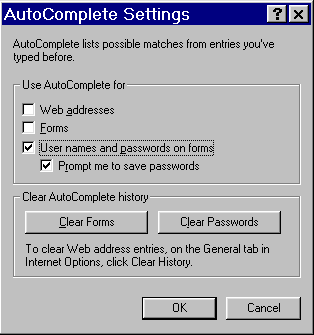 AutoComplete Settings
AutoComplete lists possible matches from entries you've
typed before.
Use AutoComplete for
Web addresses
Forms
User names and passwords on forms
Prompt me to save passwords
Clear AutoComplete history
Clear Forms
Clear Passwords
To clear Web address entries, on the General tab in
Internet Options, click Clear History.
OK
Cancel